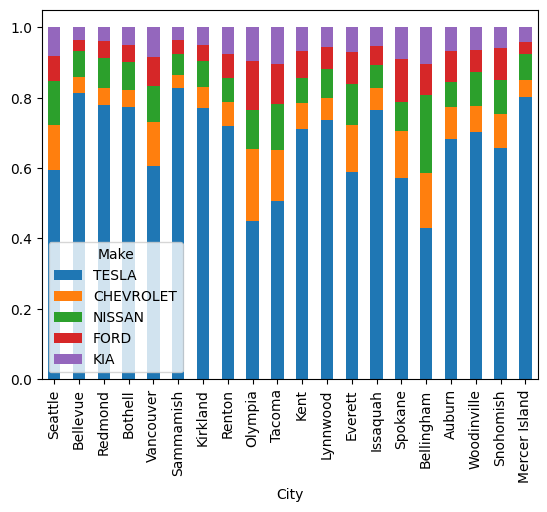 1.0
0.8
0.6
0.4
0.2
0.0
Make
TESLA
CHEVROLET
NISSAN
FORD
KIA
Seattle
Bellevue
Redmond
Bothell
Vancouver
Sammamish
Kirkland
Renton
Olympia
Tacoma
Kent
Lynnwood
Everett
Issaquah
Spokane
Bellingham
Auburn
Woodinville
Snohomish
Mercer Island
City